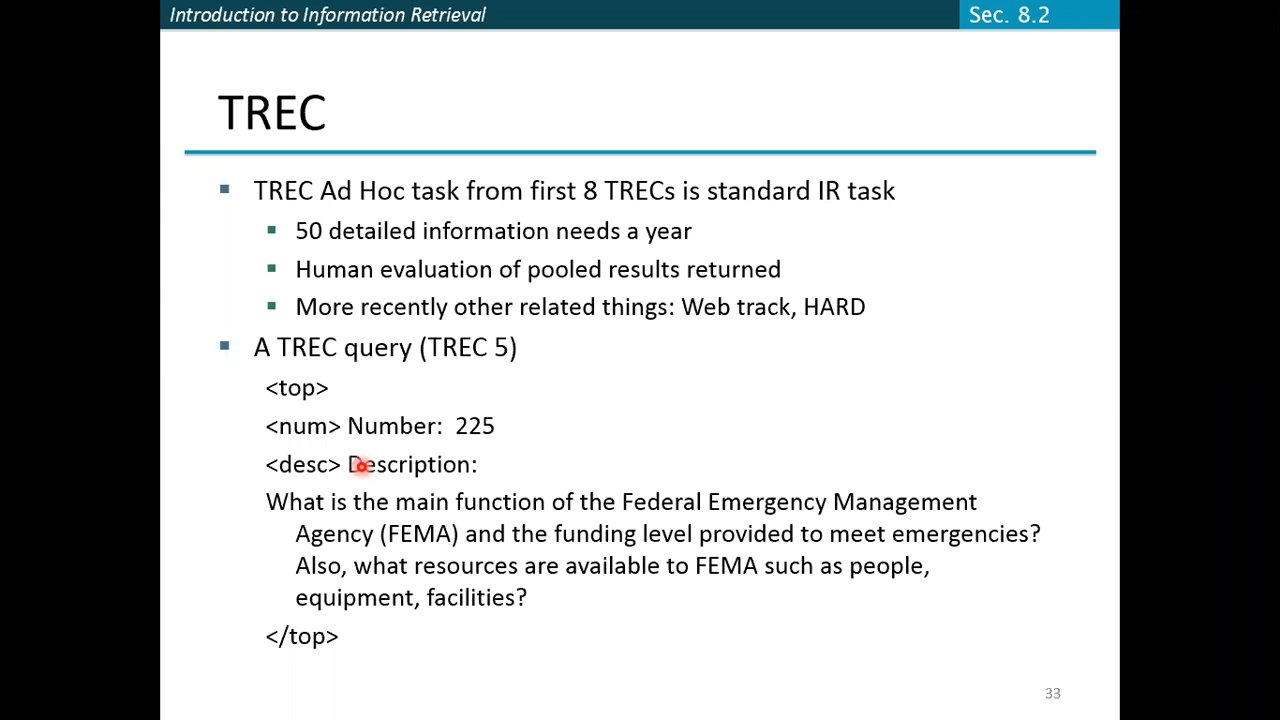 Introduction to Information Retrieval
Sec. 8.2
TREC
TREC Ad Hoc task from first 8 TRECs is standard IR task
50 detailed information needs a year
Human evaluation of pooled results returned
More recently other related things: Web track, HARD
A TREC query (TREC 5)
<top>
<num> Number:  225
<desc> Description:
What is the main function of the Federal Emergency Management
Agency (FEMA) and the funding level provided to meet emergencies?
Also, what resources are available to FEMA such as people,
equipment, facilities?
</top>
33